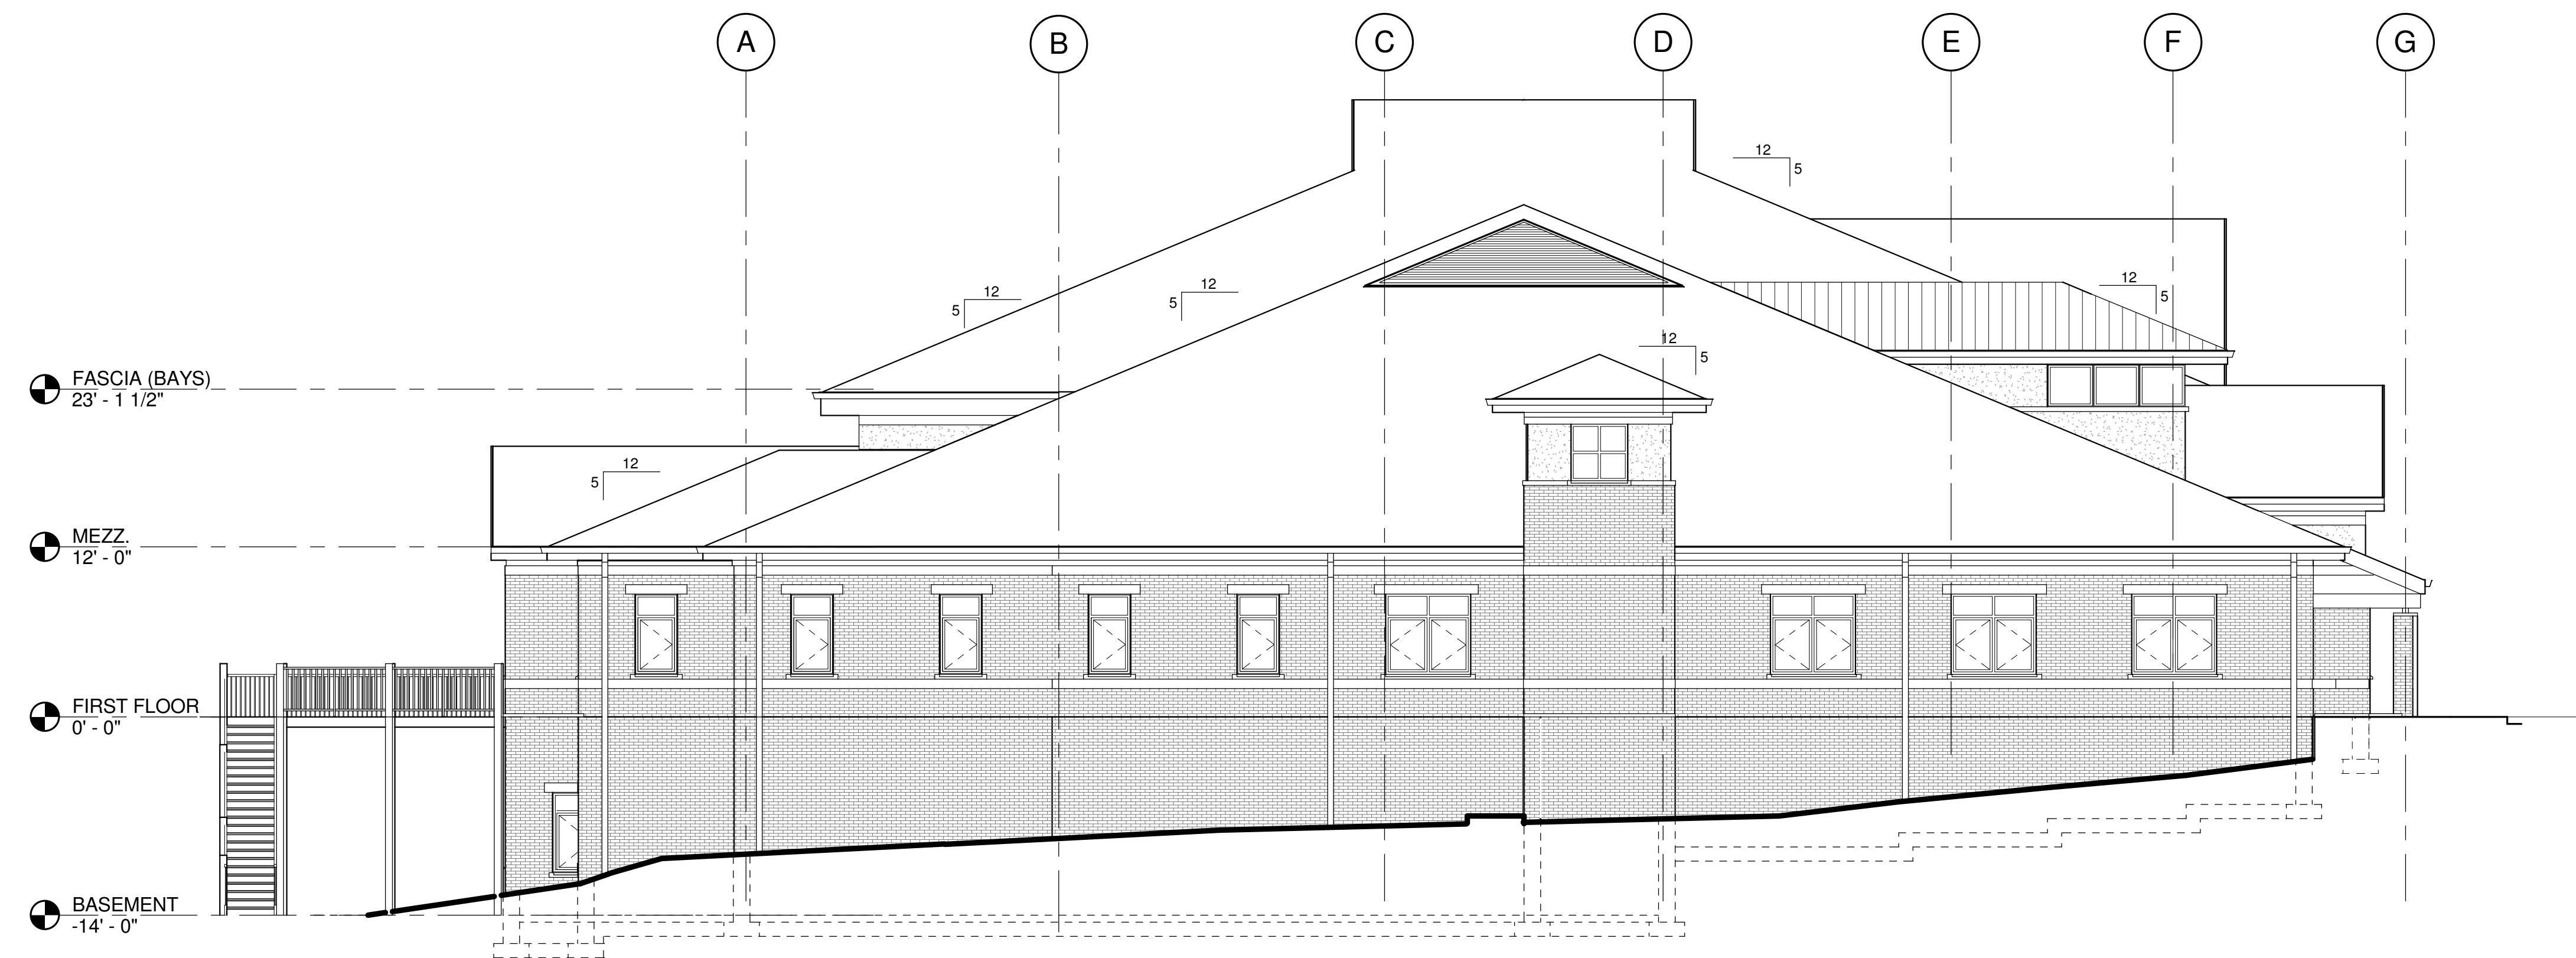 A
B
C
D
E
F
G
12
5
12
5
12
5
12
5
12
5
FASCIA (BAYS)
23' - 1 1/2"
12
5
MEZZ.
12' - 0"
FIRST FLOOR
0' - 0"
BASEMENT
-14' - 0"